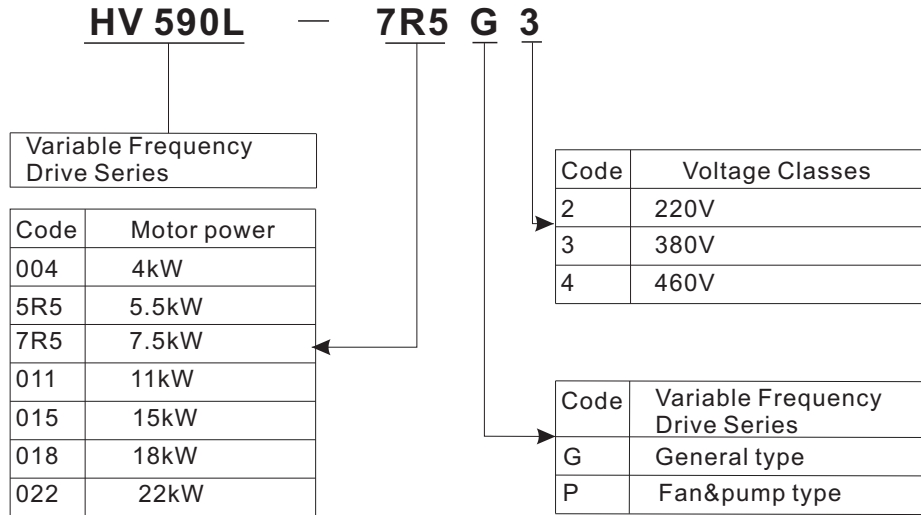 HV 590L — 7R5 G 3
Variable Frequency
Drive Series
Code Motor power
004 4kW
5R5 5.5kW
7R5 7.5kW
011 11kW
015 15kW
018 18kW
022 22kW
Code Voltage Classes
2 220V
3 380V
4 460V
Code Variable Frequency
Drive Series
G General type
P Fan&pump type